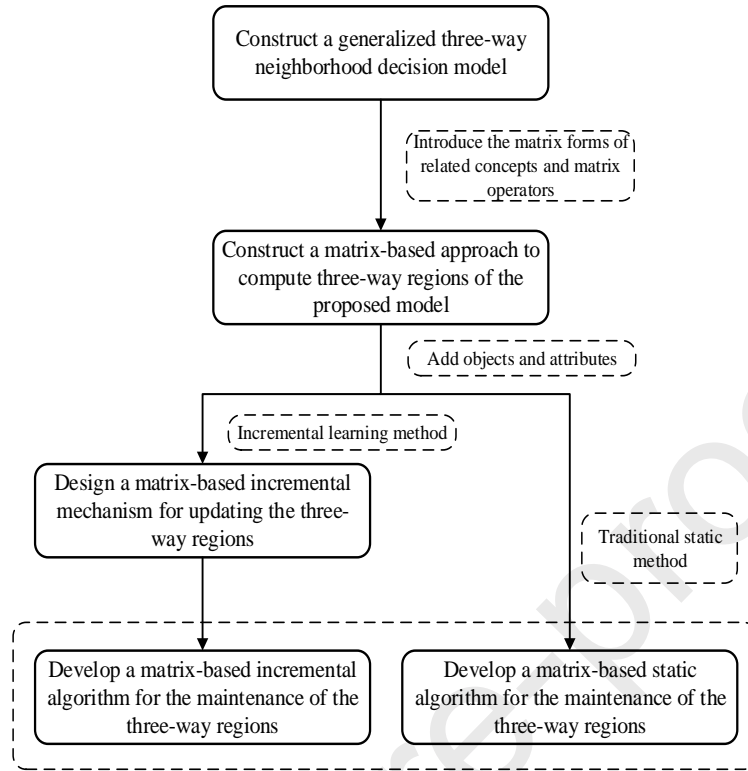 Construct a generalized three-way
neighborhood decision model
Introduce the matrix forms of
related concepts and matrix
operators
Construct a matrix-based approach to
compute three-way regions of the
proposed model
Add objects and attributes
Incremental learning method
Design a matrix-based incremental
mechanism for updating the three-
way regions
Traditional static
method
Develop a matrix-based incremental
algorithm for the maintenance of the
three-way regions
Develop a matrix-based static
algorithm for the maintenance of the
three-way regions